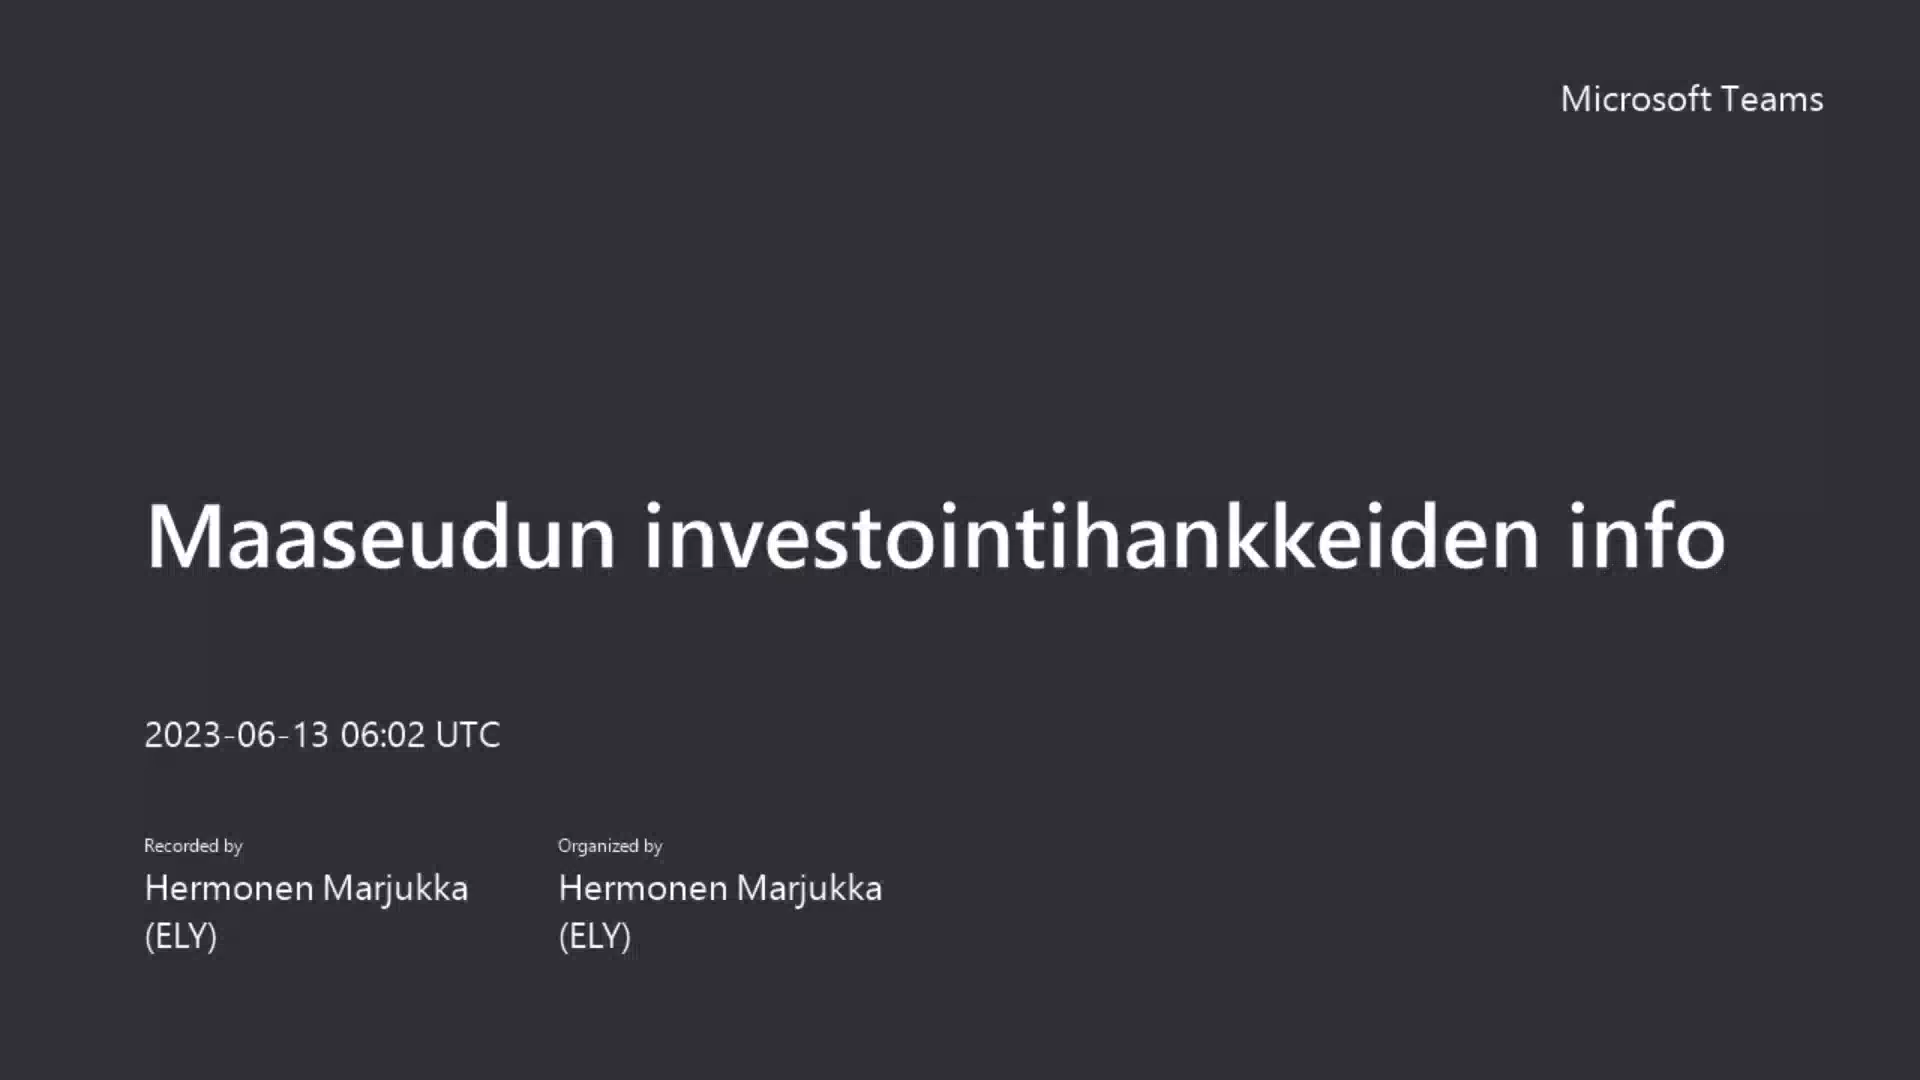 Microsoft Teams
Maaseudun investointihankkeiden info
2023-06-13 06:02 UTC
Recorded by
Hermonen Marjukka
(ELY)
Organized by
Hermonen Marjukka
(ELY)